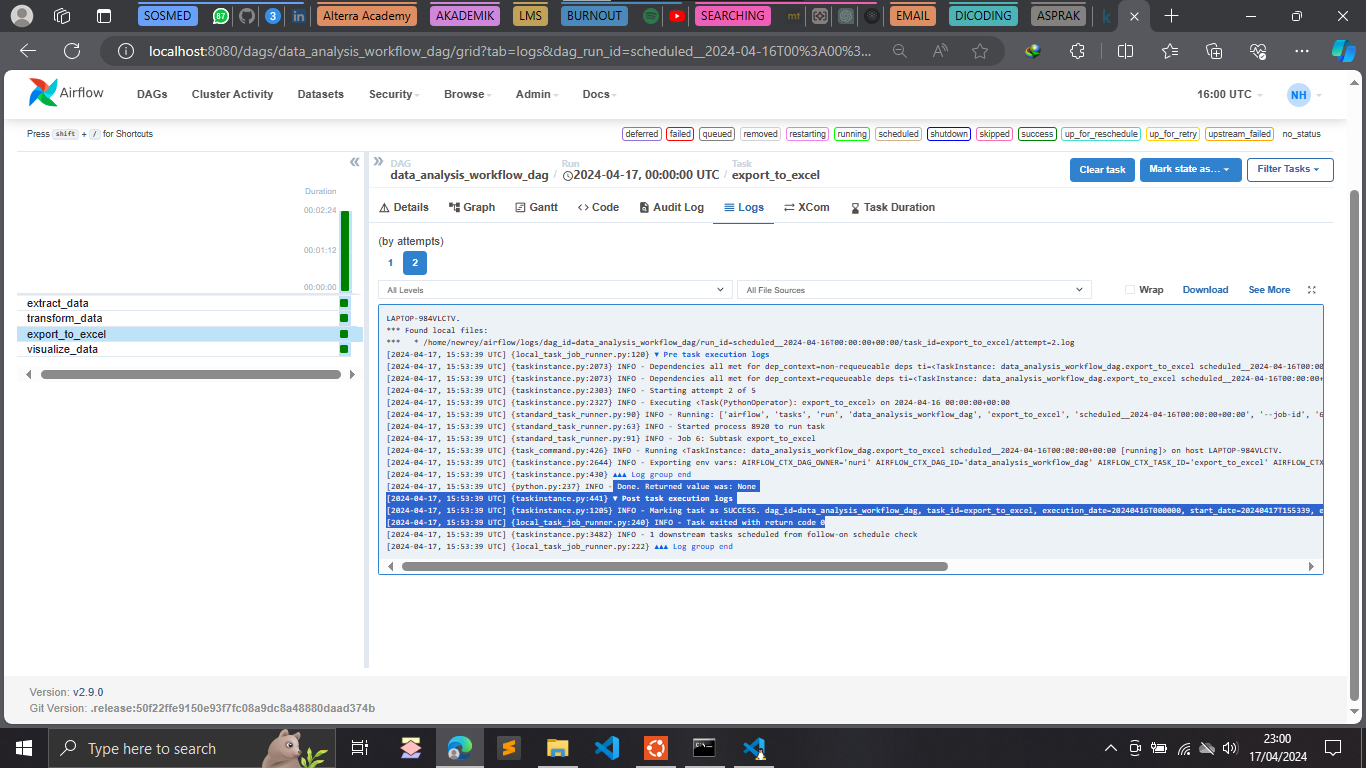 SOSMED
87
3
Alterra Academy
AKADEMIK
LMS
BURNOUT
SEARCHING
mt
EMAIL
DICODING
ASPRAK
k
localhost:8080/dags/data_analysis_workflow_dag/grid?tab=logs&dag_run_id=scheduled__2024-04-16T00%3A00%3...
Airflow
DAGs
Cluster Activity
Datasets
Security
Browse
Admin
Docs
16:00 UTC
NH
Press shift + / for Shortcuts
deferred
failed
queued
removed
restarting
running
scheduled
shutdown
skipped
success
up_for_reschedule
up_for_retry
upstream_failed
no_status
Duration
00:02:24
00:01:12
00:00:00
extract_data
transform_data
export_to_excel
visualize_data
DAG
data_analysis_workflow_dag
/
Run
2024-04-17, 00:00:00 UTC
/
Task
export_to_excel
Clear task
Mark state as...
Filter Tasks
Details
Graph
Gantt
Code
Audit Log
Logs
XCom
Task Duration
(by attempts)
1
2
All Levels
All File Sources
Wrap
Download
See More
LAPTOP-984VLCTV.
*** Found local files:
***   * /home/newrey/airflow/logs/dag_id=data_analysis_workflow_dag/run_id=scheduled__2024-04-16T00:00:00+00:00/task_id=export_to_excel/attempt=2.log
[2024-04-17, 15:53:39 UTC] {local_task_job_runner.py:120} ▼ Pre task execution logs
[2024-04-17, 15:53:39 UTC] {taskinstance.py:2073} INFO - Dependencies all met for dep_context=non-requeueable deps ti=<TaskInstance: data_analysis_workflow_dag.export_to_excel scheduled__2024-04-16T00:00:00
[2024-04-17, 15:53:39 UTC] {taskinstance.py:2073} INFO - Dependencies all met for dep_context=requeueable deps ti=<TaskInstance: data_analysis_workflow_dag.export_to_excel scheduled__2024-04-16T00:00:00+
[2024-04-17, 15:53:39 UTC] {taskinstance.py:2303} INFO - Starting attempt 2 of 5
[2024-04-17, 15:53:39 UTC] {taskinstance.py:2327} INFO - Executing <Task(PythonOperator): export_to_excel> on 2024-04-16 00:00:00+00:00
[2024-04-17, 15:53:39 UTC] {standard_task_runner.py:90} INFO - Running: ['airflow', 'tasks', 'run', 'data_analysis_workflow_dag', 'export_to_excel', 'scheduled__2024-04-16T00:00:00+00:00', '--job-id', '6
[2024-04-17, 15:53:39 UTC] {standard_task_runner.py:63} INFO - Started process 8920 to run task
[2024-04-17, 15:53:39 UTC] {standard_task_runner.py:91} INFO - Job 6: Subtask export_to_excel
[2024-04-17, 15:53:39 UTC] {task_command.py:426} INFO - Running <TaskInstance: data_analysis_workflow_dag.export_to_excel scheduled__2024-04-16T00:00:00+00:00 [running]> on host LAPTOP-984VLCTV.
[2024-04-17, 15:53:39 UTC] {taskinstance.py:2644} INFO - Exporting env vars: AIRFLOW_CTX_DAG_OWNER='nuri' AIRFLOW_CTX_DAG_ID='data_analysis_workflow_dag' AIRFLOW_CTX_TASK_ID='export_to_excel' AIRFLOW_CTX
[2024-04-17, 15:53:39 UTC] {taskinstance.py:430} ▲▲▲ Log group end
[2024-04-17, 15:53:39 UTC] {python.py:237} INFO - Done. Returned value was: None
[2024-04-17, 15:53:39 UTC] {taskinstance.py:441} ▼ Post task execution logs
[2024-04-17, 15:53:39 UTC] {taskinstance.py:1205} INFO - Marking task as SUCCESS. dag_id=data_analysis_workflow_dag, task_id=export_to_excel, execution_date=20240416T000000, start_date=20240417T155339, e
[2024-04-17, 15:53:39 UTC] {local_task_job_runner.py:240} INFO - Task exited with return code 0
[2024-04-17, 15:53:39 UTC] {taskinstance.py:3482} INFO - 1 downstream tasks scheduled from follow-on schedule check
[2024-04-17, 15:53:39 UTC] {local_task_job_runner.py:222} ▲▲▲ Log group end
Version: v2.9.0
Git Version: .release:50f22ffe9150e93f7fc08a9dc8a48880daad374b
Type here to search
23:00
17/04/2024